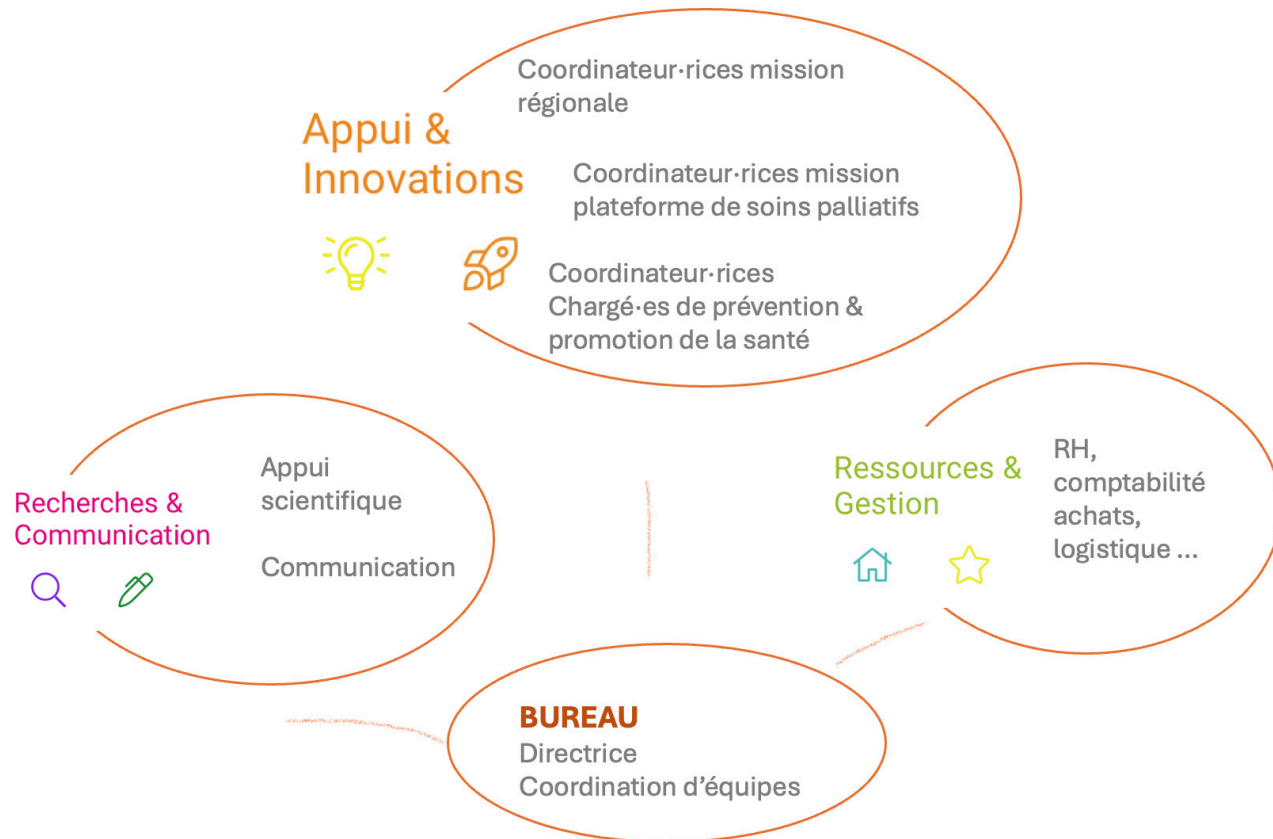 Coordinateur·rices mission
régionale
Appui &
Innovations
Coordinateur·rices mission
plateforme de soins palliatifs
Coordinateur·rices
Chargé·es de prévention &
promotion de la santé
Recherches &
Communication
Appui
scientifique
Communication
Ressources &
Gestion
RH,
comptabilité
achats,
logistique ...
BUREAU
Directrice
Coordination d’équipes